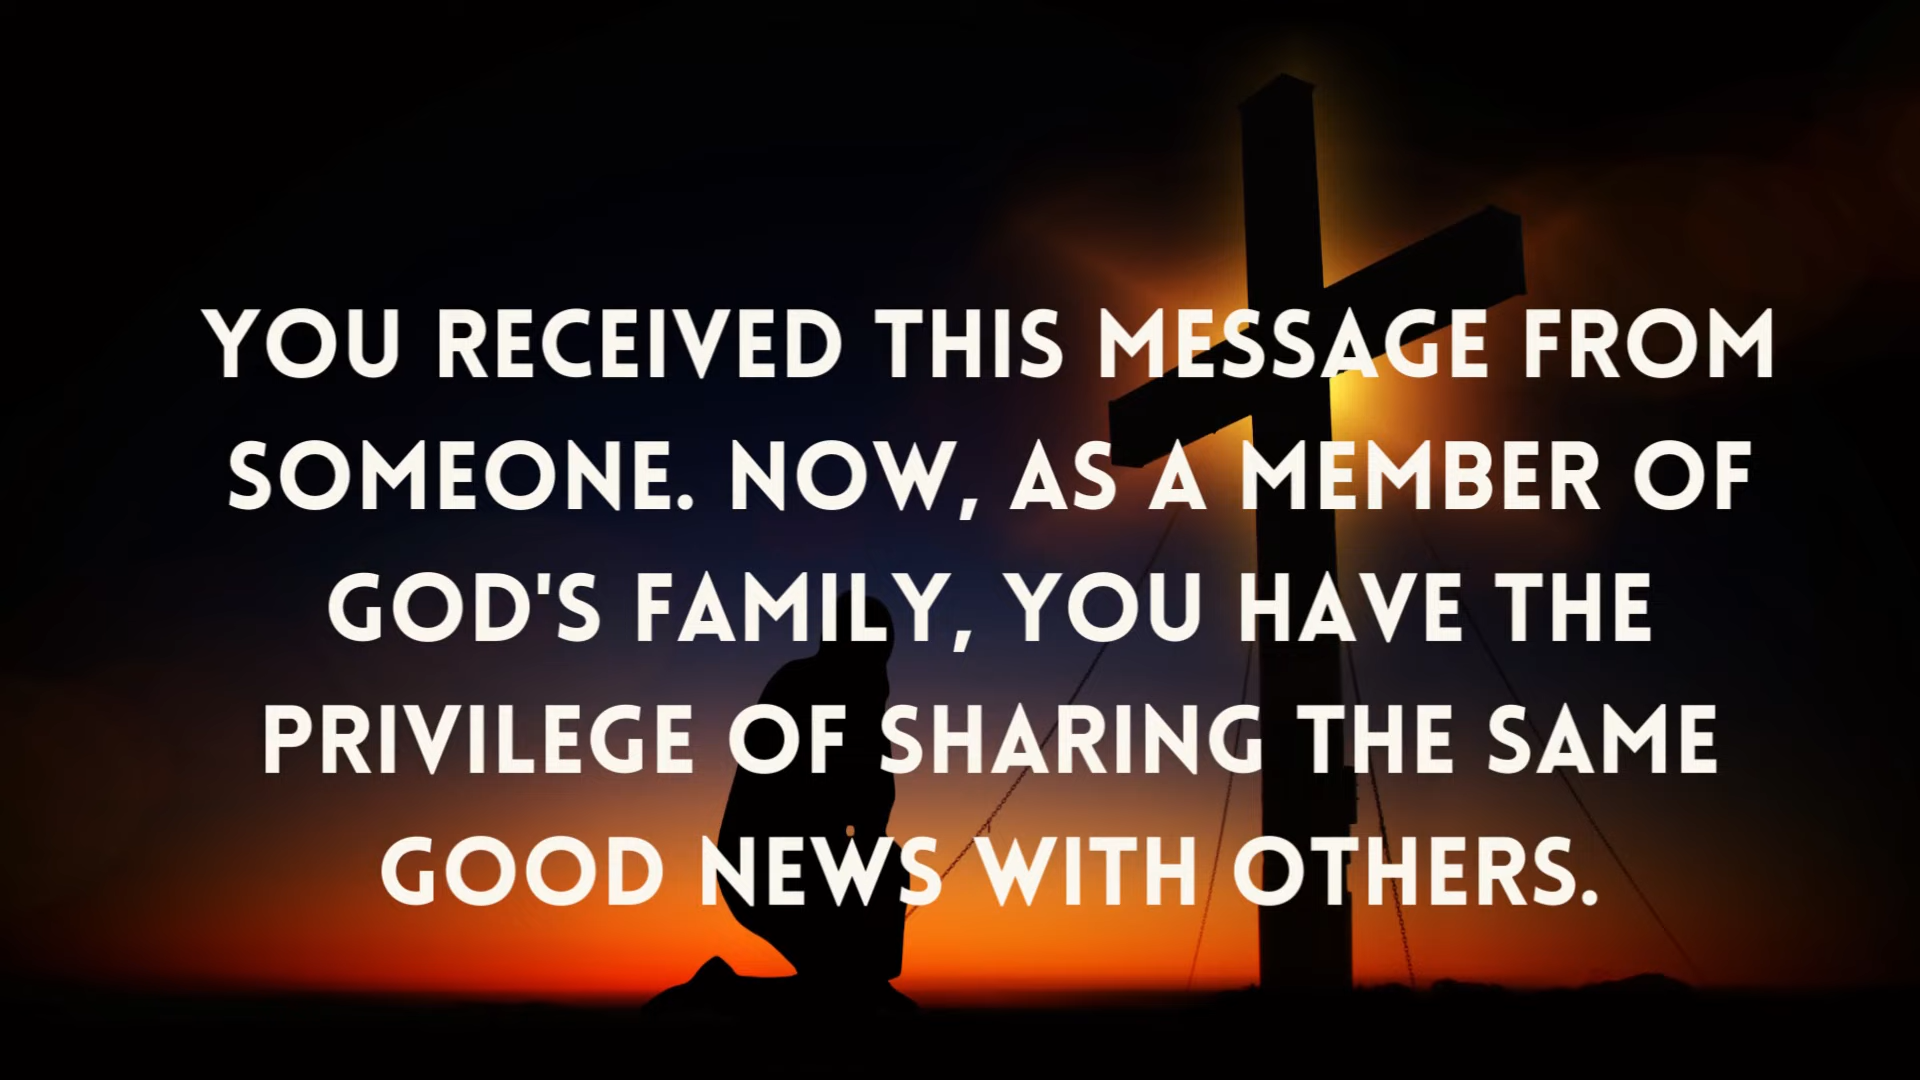 YOU RECEIVED THIS MESSAGE FROM
SOMEONE. NOW, AS A MEMBER OF
GOD'S FAMILY, YOU HAVE THE
PRIVILEGE OF SHARING THE SAME
GOOD NEWS WITH OTHERS.